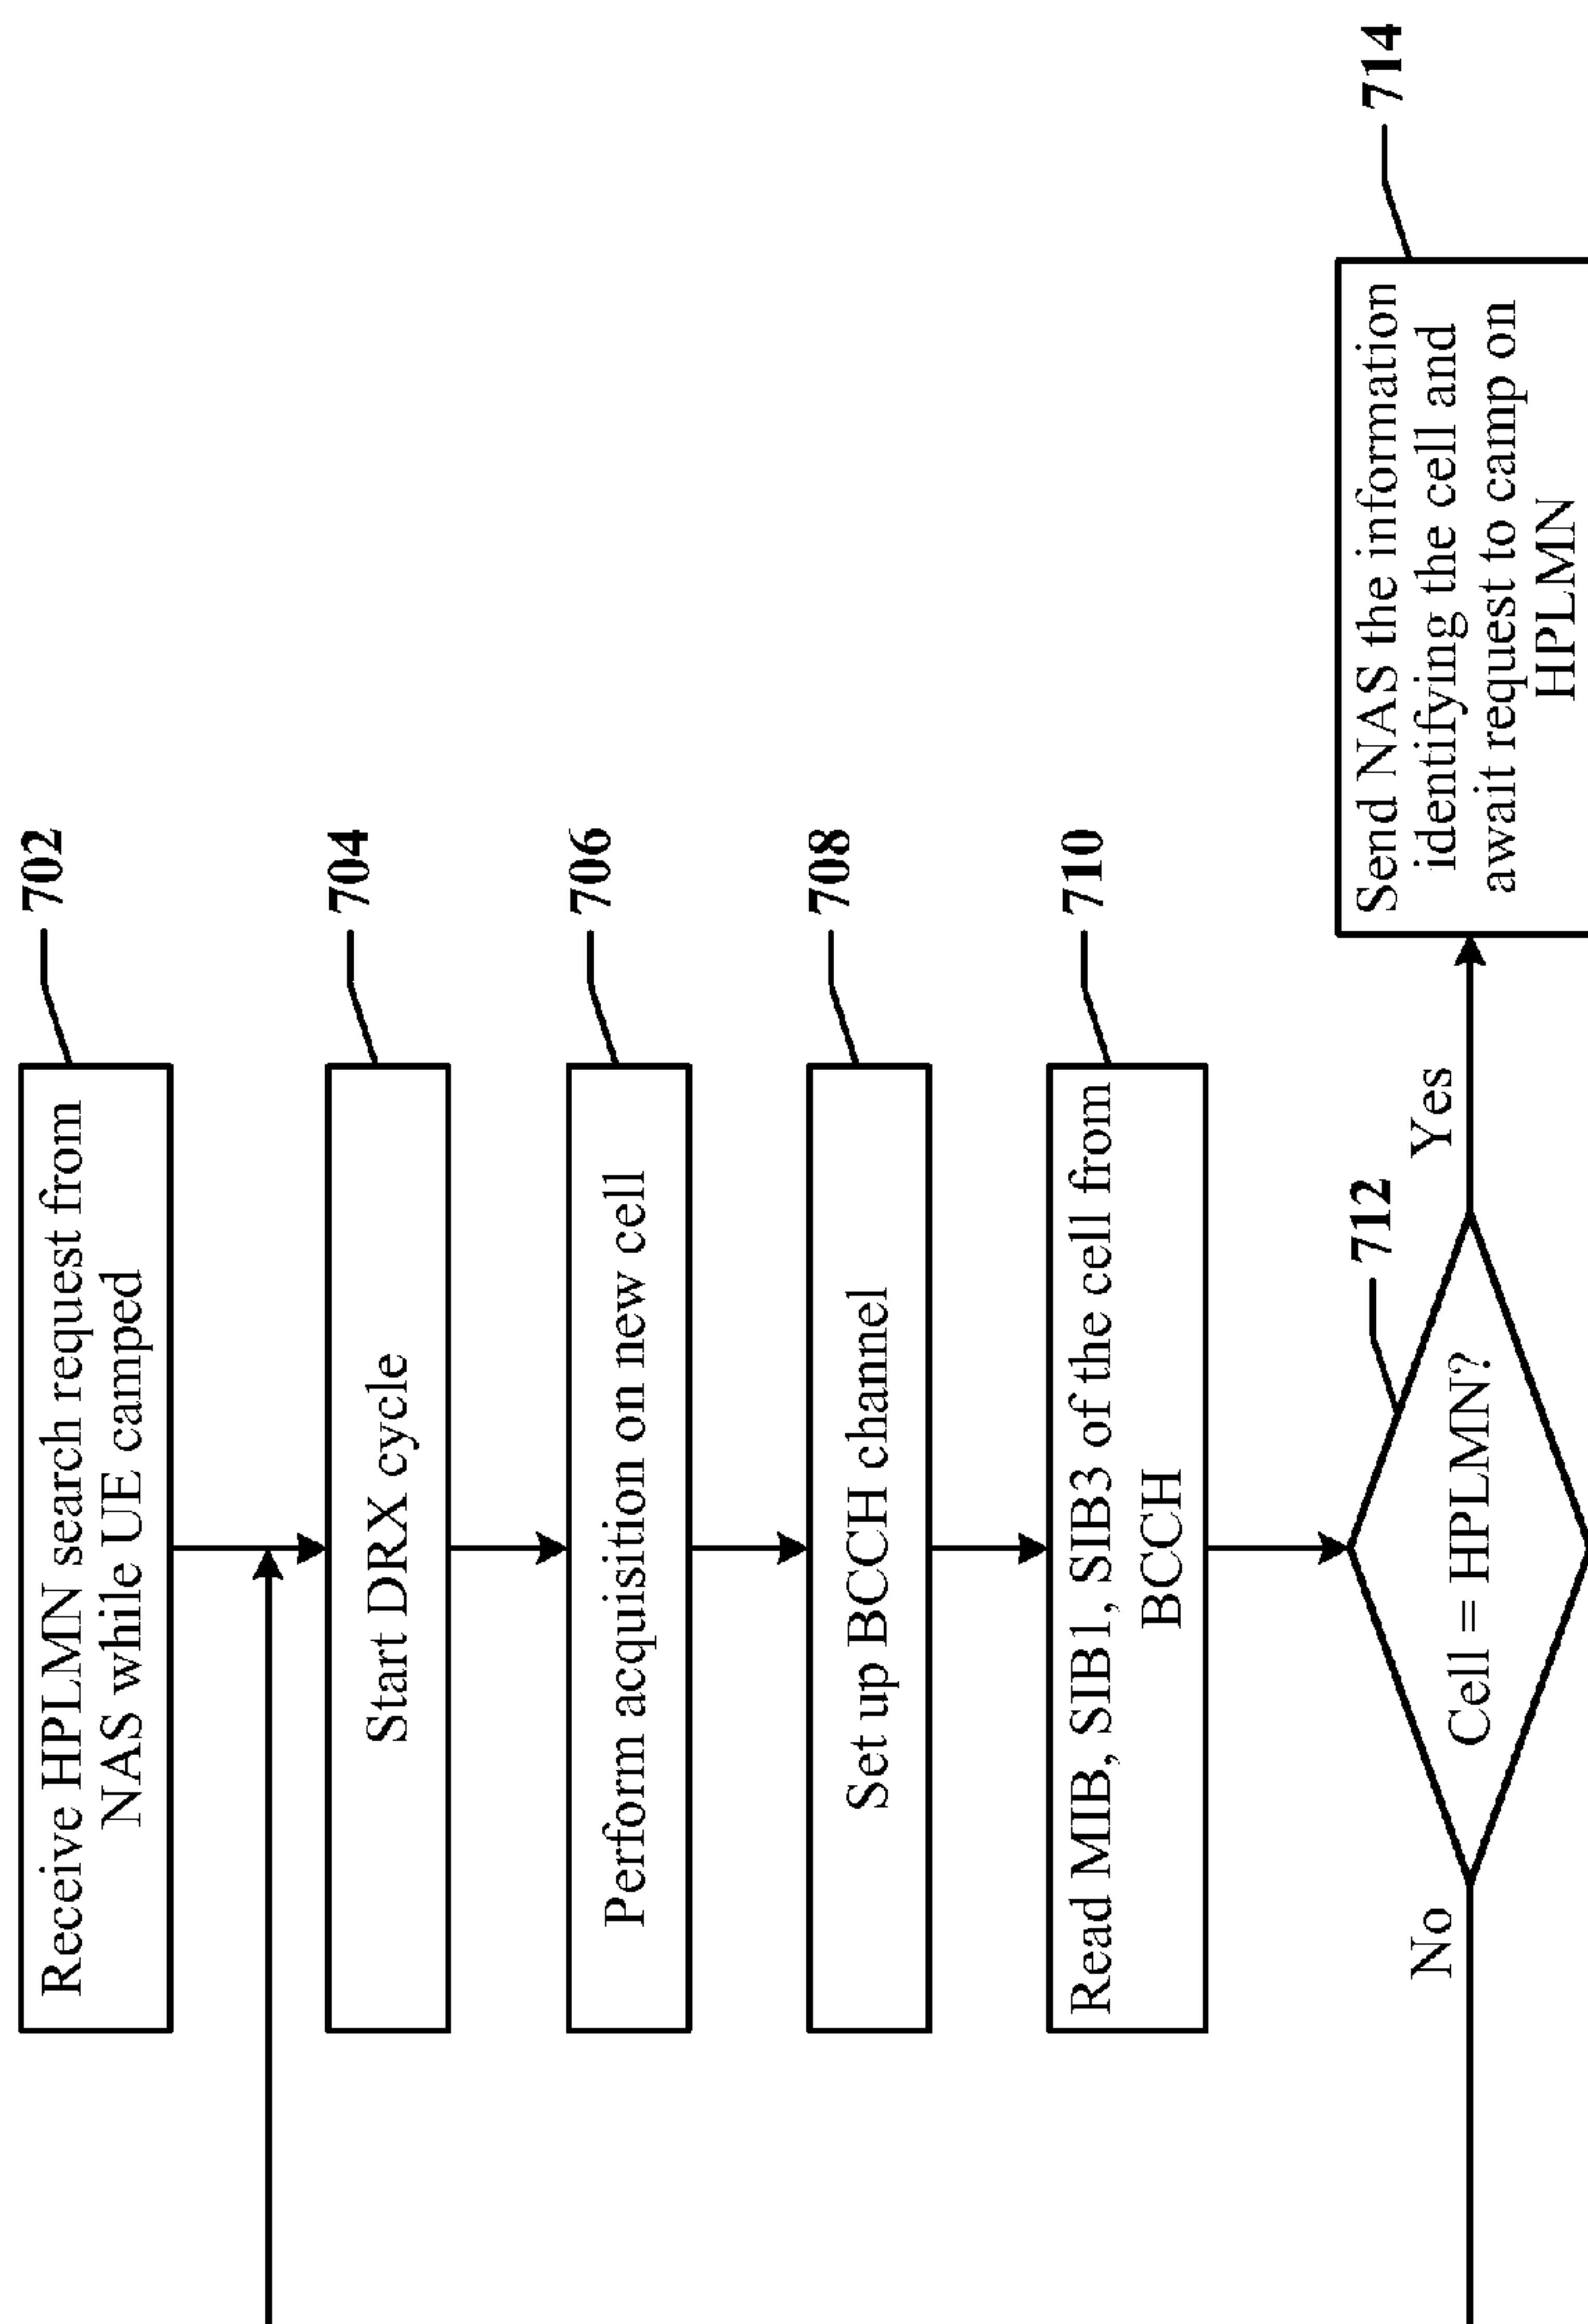 Receive HPLMN search request from
NAS while UE camped
702
Start DRX cycle
704
Perform acquisition on new cell
706
Set up BCCH channel
708
Read MIB, SIB1, SIB3 of the cell from
BCCH
710
Cell = HPLMN?
712
No
Yes
Send NAS the information
identifying the cell and
await request to camp on
HPLMN
714